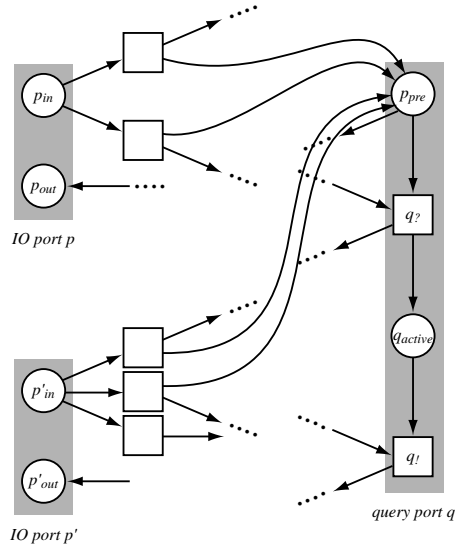 p_in
p_pre
p_out
q_?
IO port p
q_active
p'_in
q_!
p'_out
query port q
IO port p'